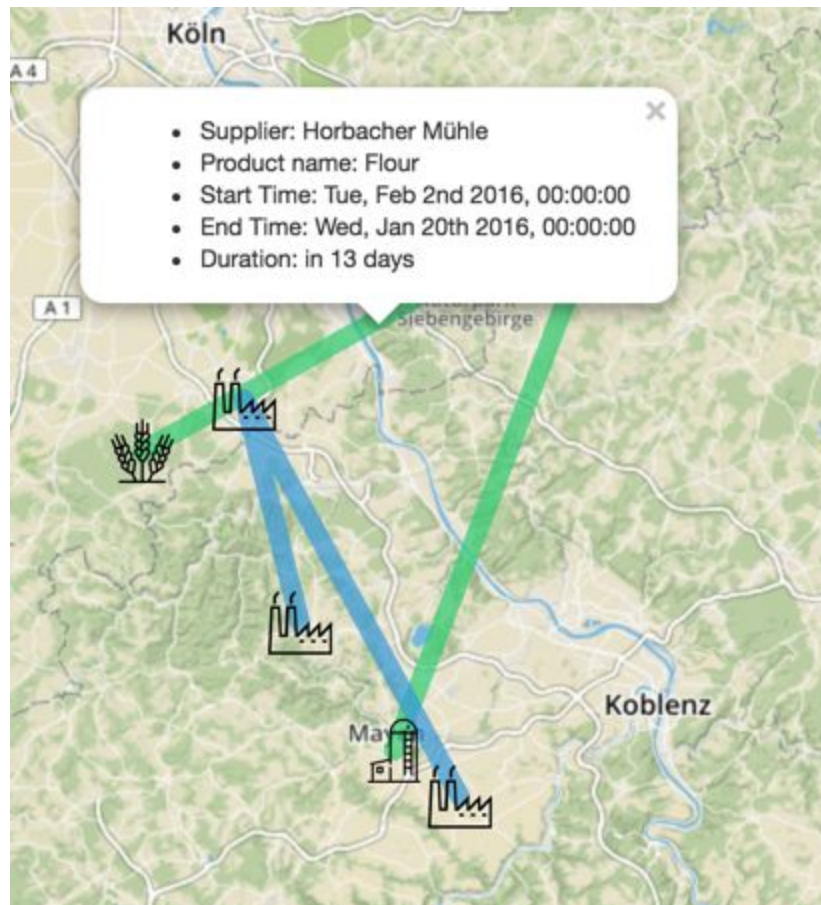 Köln
A 4
×
Supplier: Horbacher Mühle
Product name: Flour
Start Time: Tue, Feb 2nd 2016, 00:00:00
End Time: Wed, Jan 20th 2016, 00:00:00
Duration: in 13 days
A 1
Siebengebirge
Koblenz